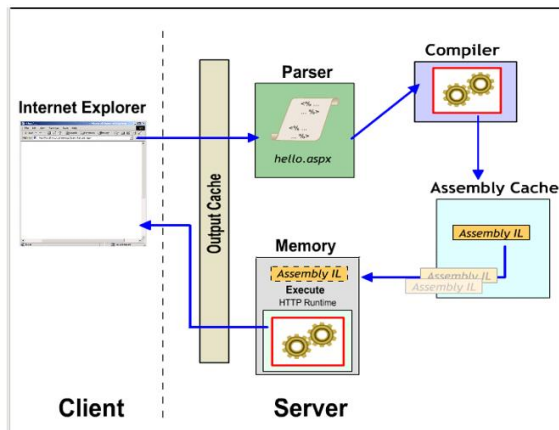 Compiler
Parser
<%...
...%>
<%...
...%>
hello.aspx
Internet Explorer
Output Cache
Assembly Cache
Assembly IL
Assembly IL
Assembly IL
Memory
Assembly IL
Execute
HTTP Runtime
Client
Server